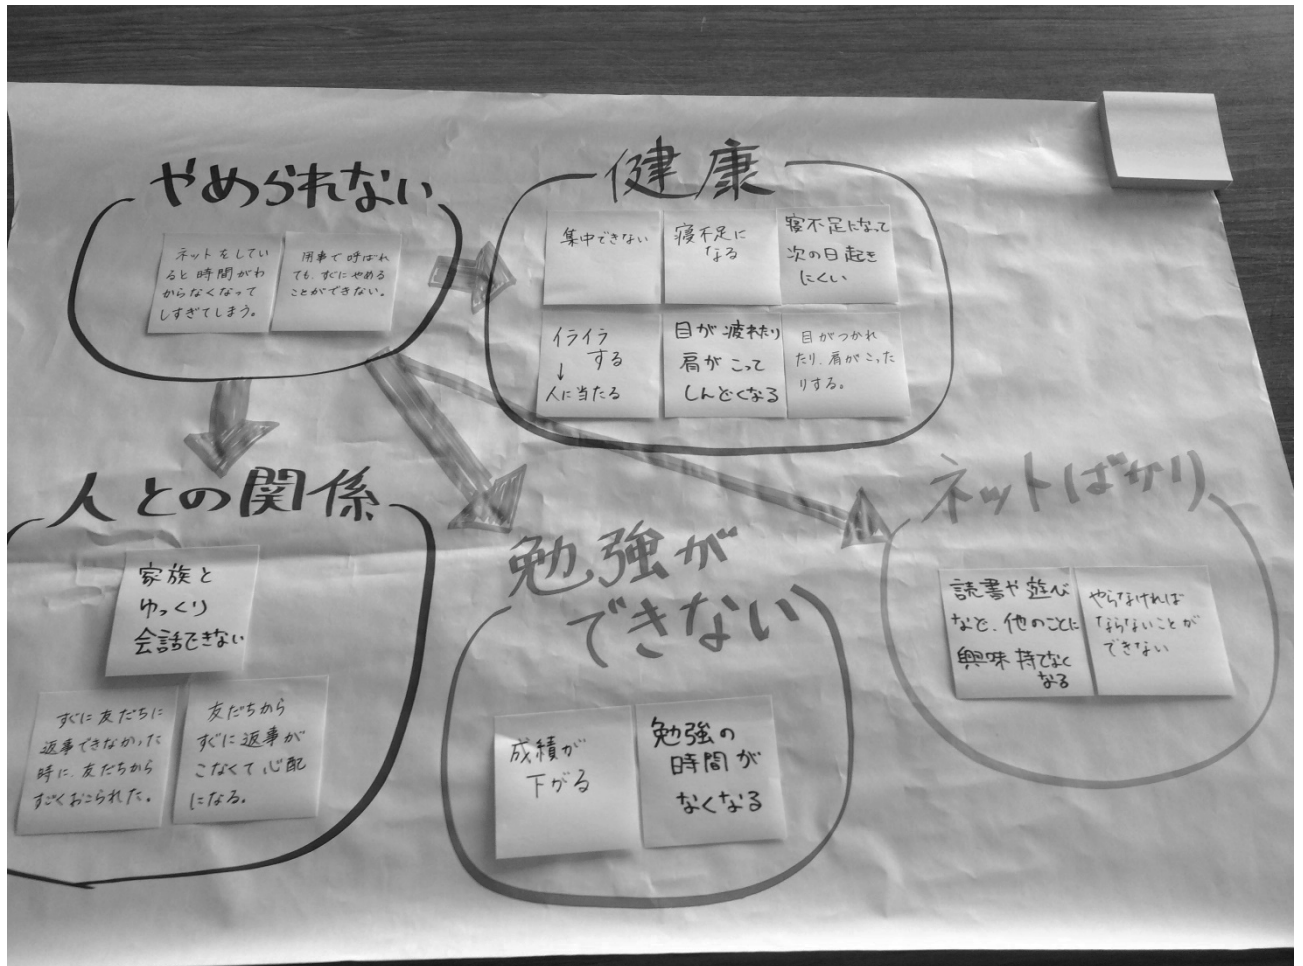 やめられない
ネットをしてい
ると時間がわ
からなくなって
しすぎてしまう。
用事で呼ばれ
ても、すぐにやめる
ことができない。
健康
集中できない
寝不足に
なる
寝不足になって
次の日起き
にくい
イライラ
する
↓
人に当たる
目が疲れたり
肩がこって
しんどくなる
目がつかれ
たり、肩がこった
りする。
人との関係
家族と
ゆっくり
会話できない
すぐに友だちに
返事できなかった
時に、友だちから
すごくおこられた。
友だちから
すぐに返事が
こなくて心配
になる。
勉強が
できない
成績が
下がる
勉強の
時間が
なくなる
ネットばかり
読書や遊び
など、他のことに
興味持てなく
なる
やらなければ
ならないことが
できない